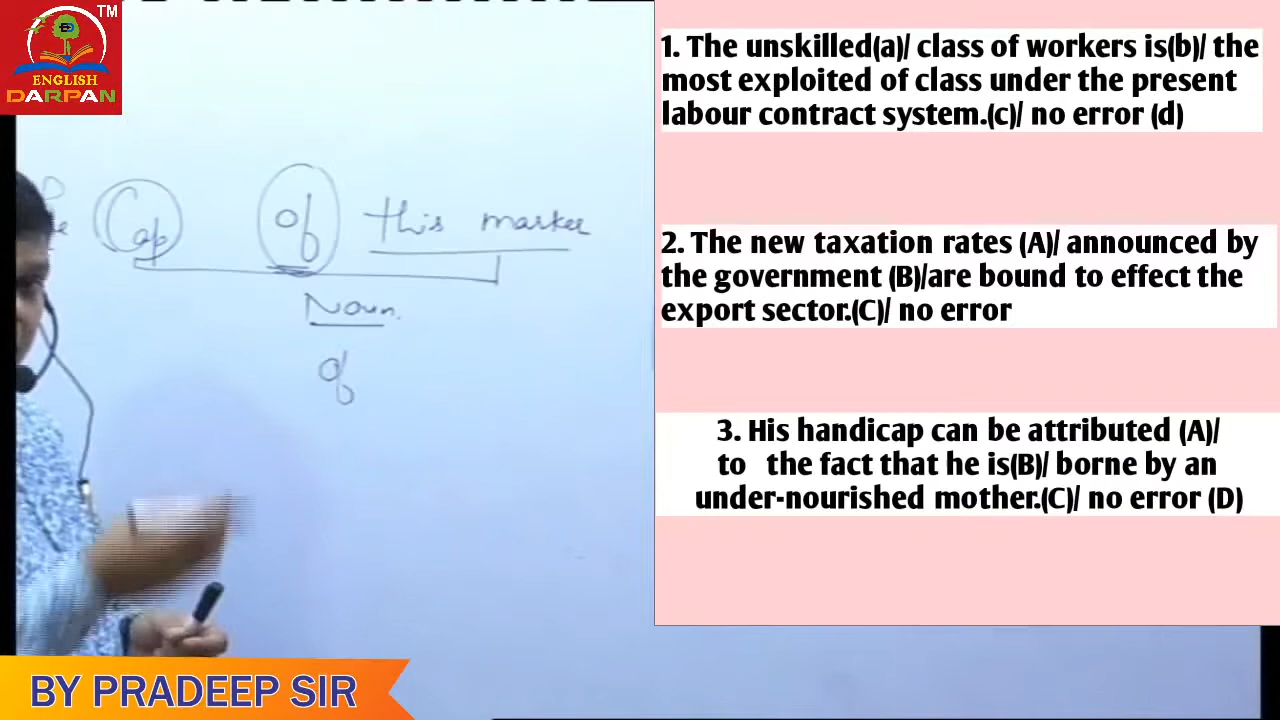 TM
ENGLISH
DARPAN
Cap of this marker
Noun.
of
1. The unskilled(a)/ class of workers is(b)/ the
most exploited of class under the present
labour contract system.(c)/ no error (d)
2. The new taxation rates (A)/ announced by
the government (B)/are bound to effect the
export sector.(C)/ no error
3. His handicap can be attributed (A)/
to the fact that he is(B)/ borne by an
under-nourished mother.(C)/ no error (D)
BY PRADEEP SIR